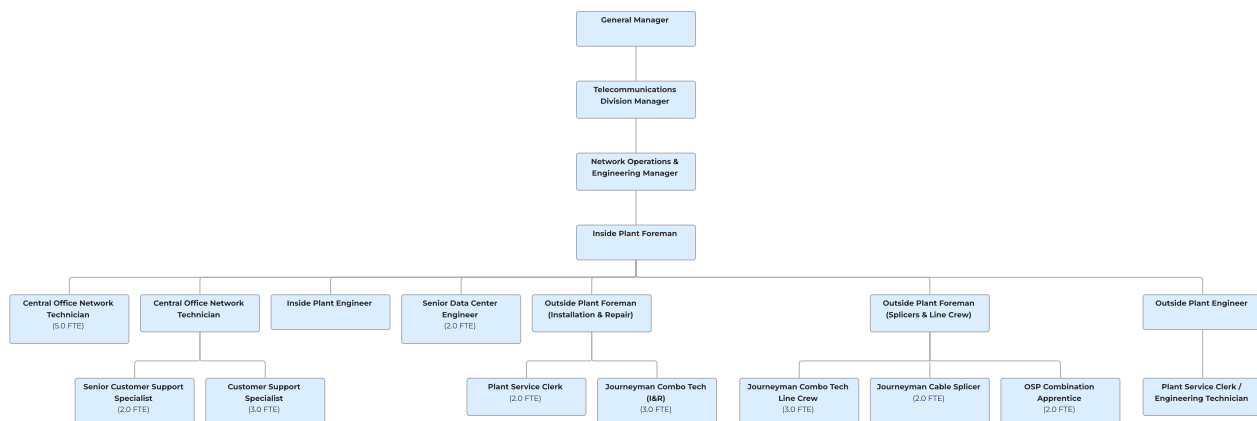 General Manager
Telecommunications
Division Manager
Network Operations &
Engineering Manager
Inside Plant Foreman
Central Office Network
Technician
(5.0 FTE)
Central Office Network
Technician
Inside Plant Engineer
Senior Data Center
Engineer
(2.0 FTE)
Outside Plant Foreman
(Installation & Repair)
Outside Plant Foreman
(Splicers & Line Crew)
Outside Plant Engineer
Senior Customer Support
Specialist
(2.0 FTE)
Customer Support
Specialist
(3.0 FTE)
Plant Service Clerk
(2.0 FTE)
Journeyman Combo Tech
(I&R)
(3.0 FTE)
Journeyman Combo Tech
Line Crew
(3.0 FTE)
Journeyman Cable Splicer
(2.0 FTE)
OSP Combination
Apprentice
(2.0 FTE)
Plant Service Clerk /
Engineering Technician